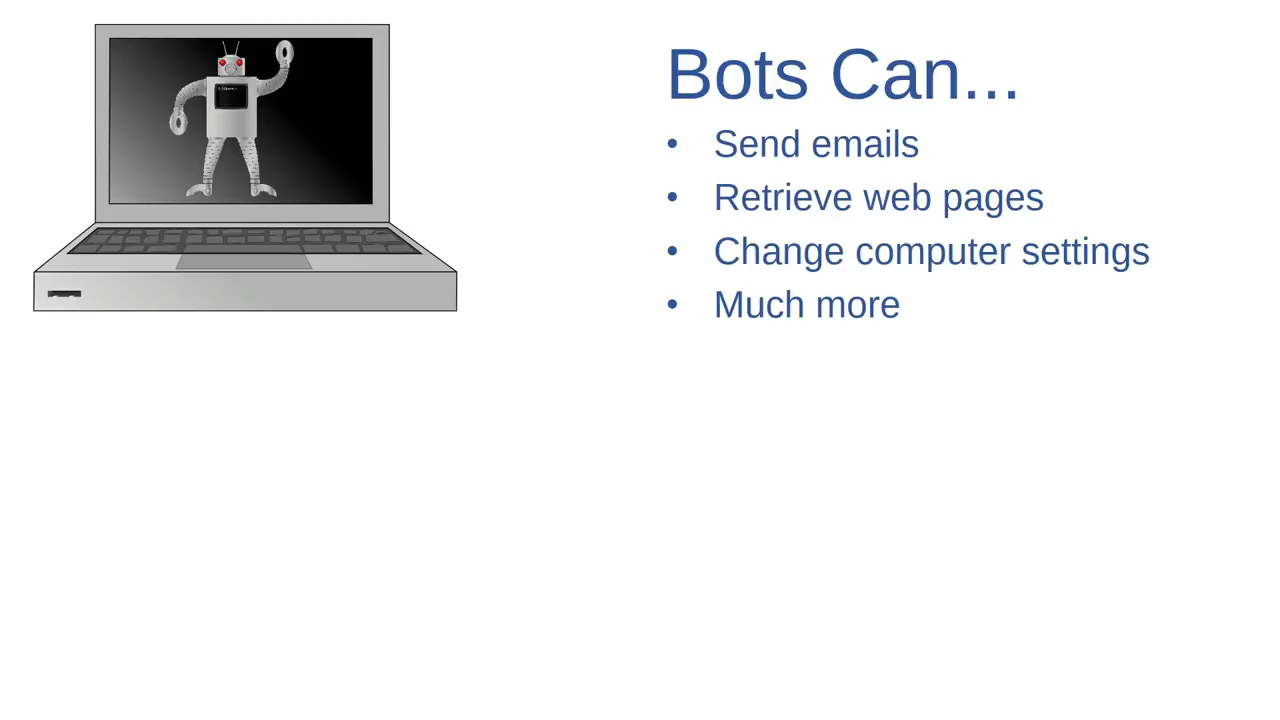 Bots Can...
• Send emails
• Retrieve web pages
• Change computer settings
• Much more